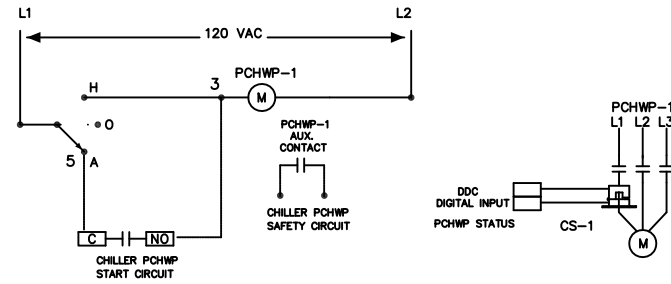 L1
L2
120 VAC
H
3
PCHWP-1
M
O
5
A
PCHWP-1
AUX.
CONTACT
C
NO
CHILLER PCHWP
START CIRCUIT
CHILLER PCHWP
SAFETY CIRCUIT
PCHWP-1
L1 L2 L3
DDC
DIGITAL INPUT
PCHWP STATUS
CS-1
M